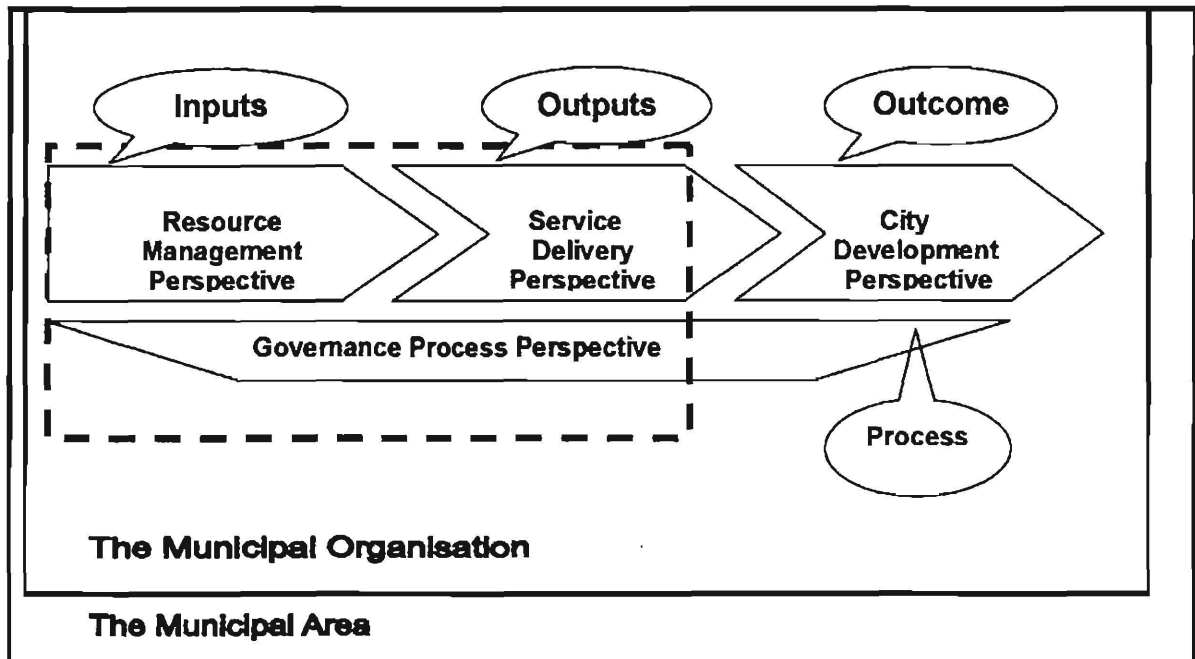 Inputs
Outputs
Outcome
Resource
Management
Perspective
Service
Delivery
Perspective
City
Development
Perspective
Governance Process Perspective
Process
The Municipal Organisation
The Municipal Area